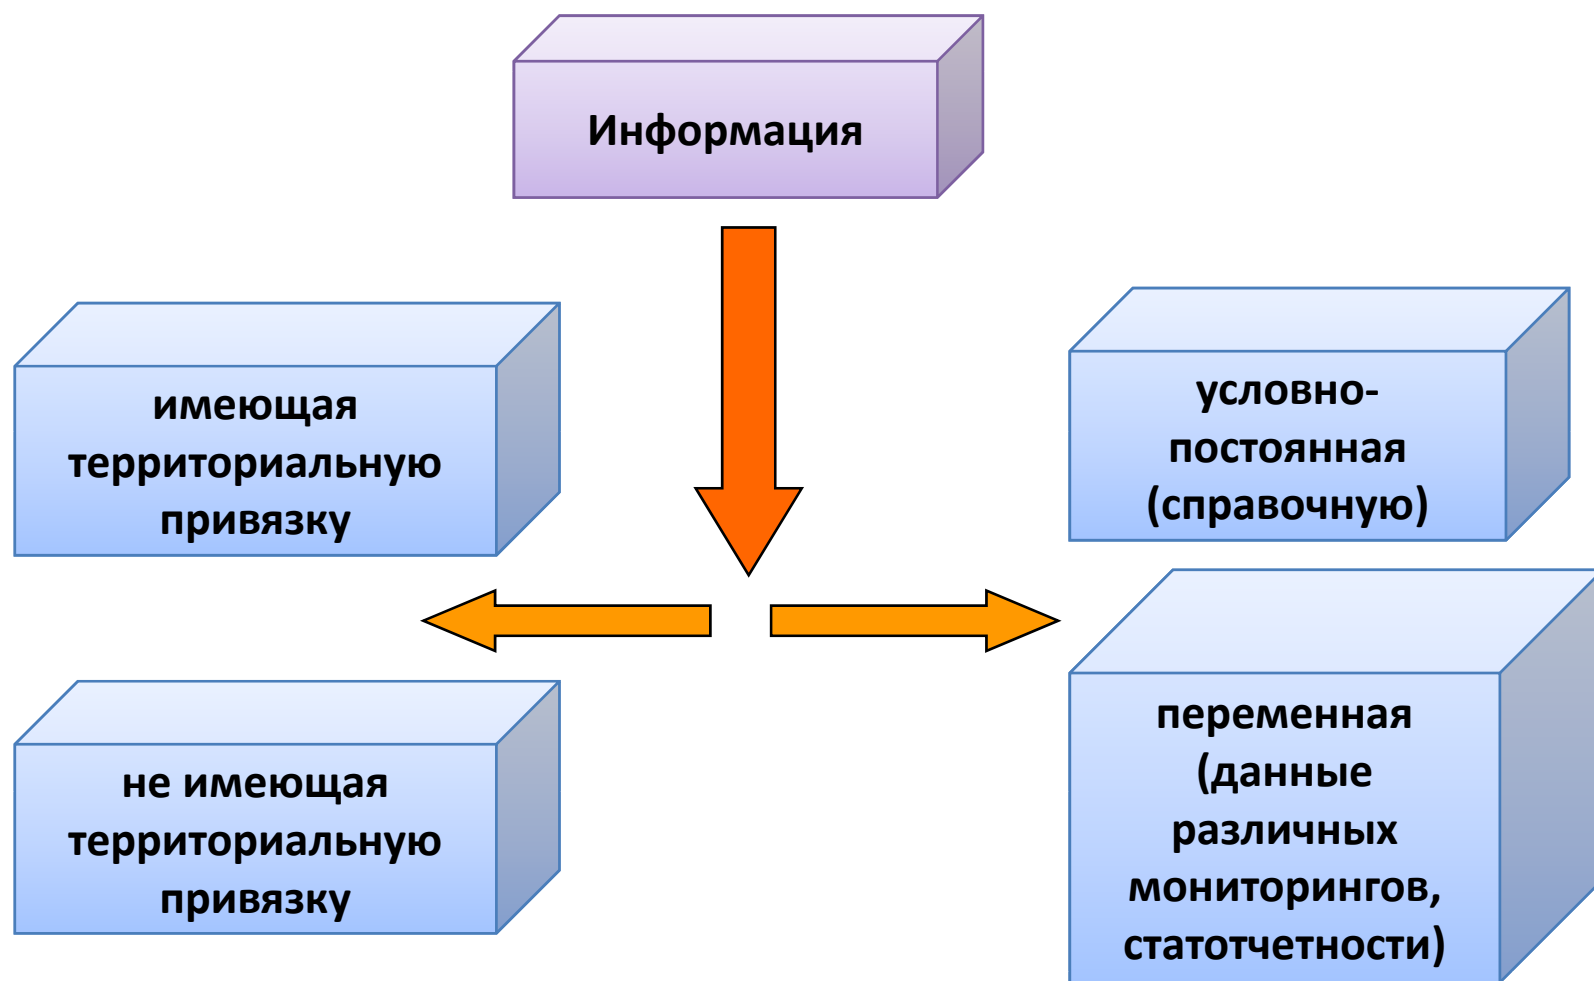 Информация
имеющая
территориальную
привязку
не имеющая
территориальную
привязку
условно-
постоянная
(справочную)
переменная
(данные
различных
мониторингов,
статотчетности)